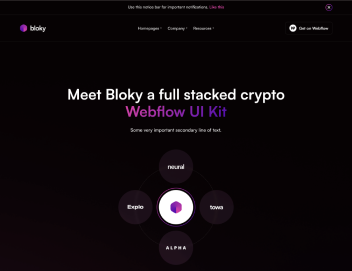 Use this notice bar for important notifications. Like this
bloky
Homepages Company Resources
Get on Webflow
Meet Bloky a full stacked crypto
Webflow UI Kit
Some very important secondary line of text.
neural
Explo
towa
ALPHA